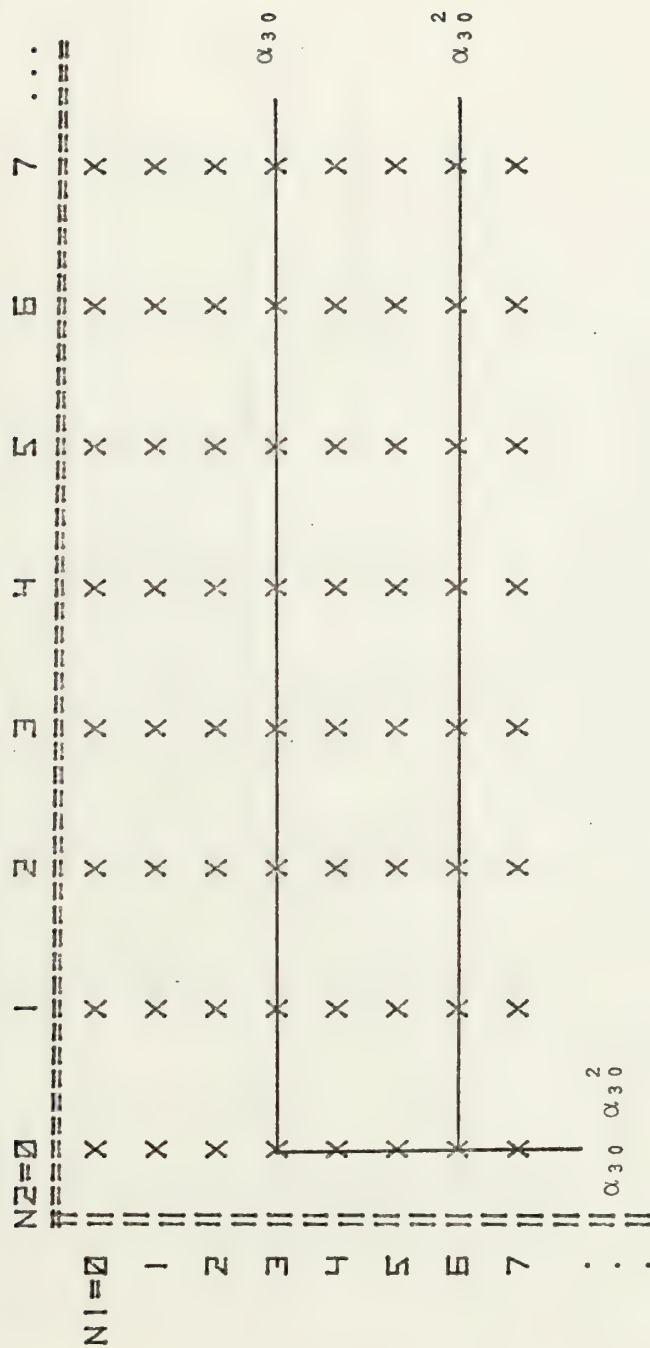 N2=0 1 2 3 4 5 6 7 ...
N1=0 X X X X X X X X
1 X X X X X X X X
2 X X X X X X X X
3 X X X X X X X X α₃₀
4 X X X X X X X X
5 X X X X X X X X
6 X X X X X X X X α₃₀²
7 X X X X X X X X
...
α₃₀ α₃₀²